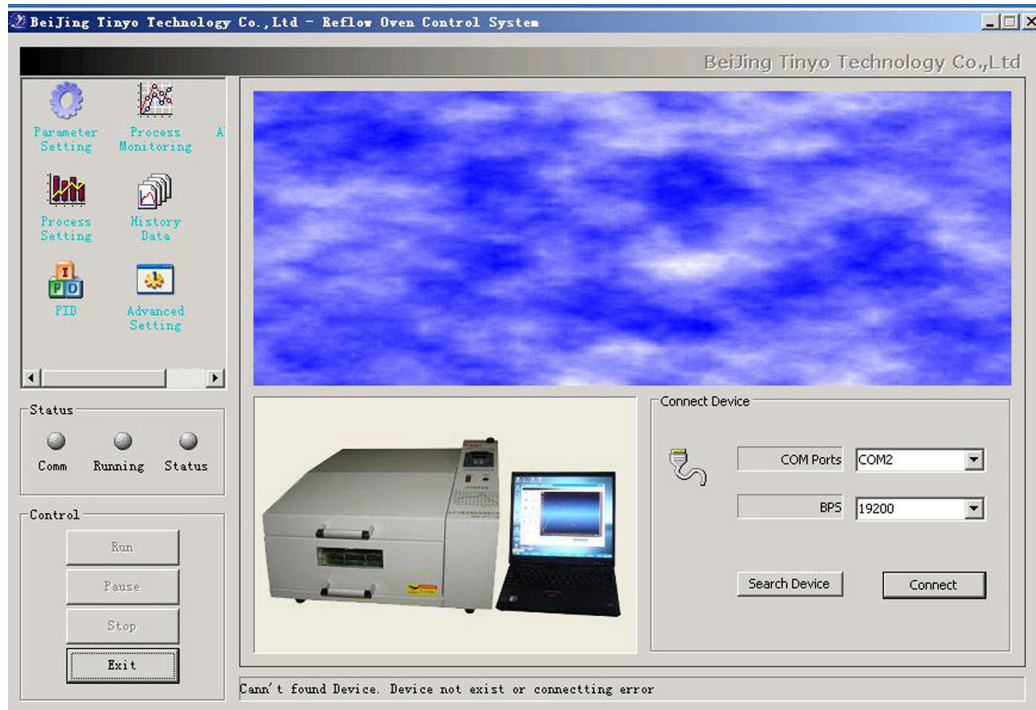 BeiJing Tinyo Technology Co.,Ltd - Reflow Oven Control System
BeiJing Tinyo Technology Co.,Ltd
Parameter Setting
Process Monitoring
Process Setting
History Data
PID
Advanced Setting
Status
Comm Running Status
Control
Run
Pause
Stop
Exit
Connect Device
COM Ports COM2
BPS 19200
Search Device Connect
Cann't found Device. Device not exist or connectting error